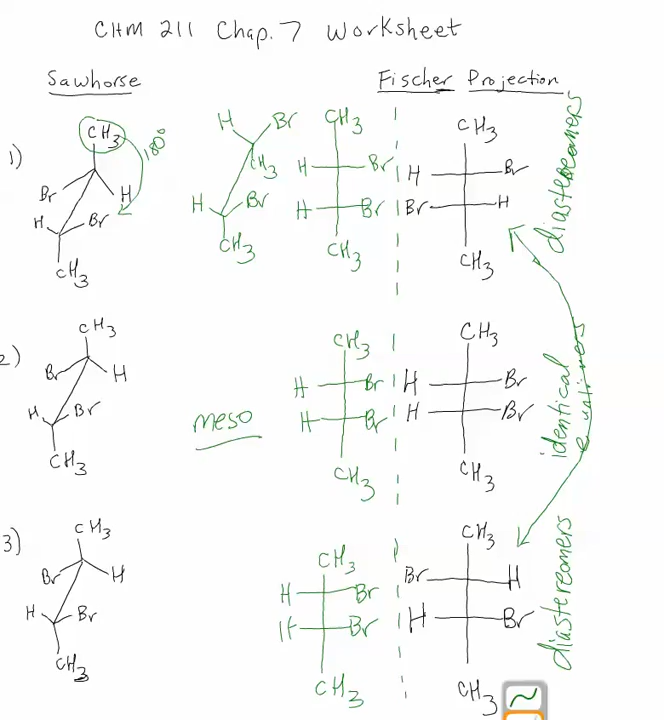 CHM 211 Chap. 7 Worksheet
Sawhorse
Fischer Projection
1)
CH3
180°
Br
H
H
Br
CH3
H
Br
CH3
H
Br
CH3
CH3
H
Br
H
Br
CH3
CH3
H
Br
Br
H
CH3
diastereomers
2)
CH3
Br
H
H
Br
CH3
meso
CH3
H
Br
H
Br
CH3
CH3
H
Br
H
Br
CH3
identical
3)
CH3
Br
H
H
Br
CH3
CH3
H
Br
H
Br
CH3
CH3
Br
H
H
Br
CH3
diastereomers